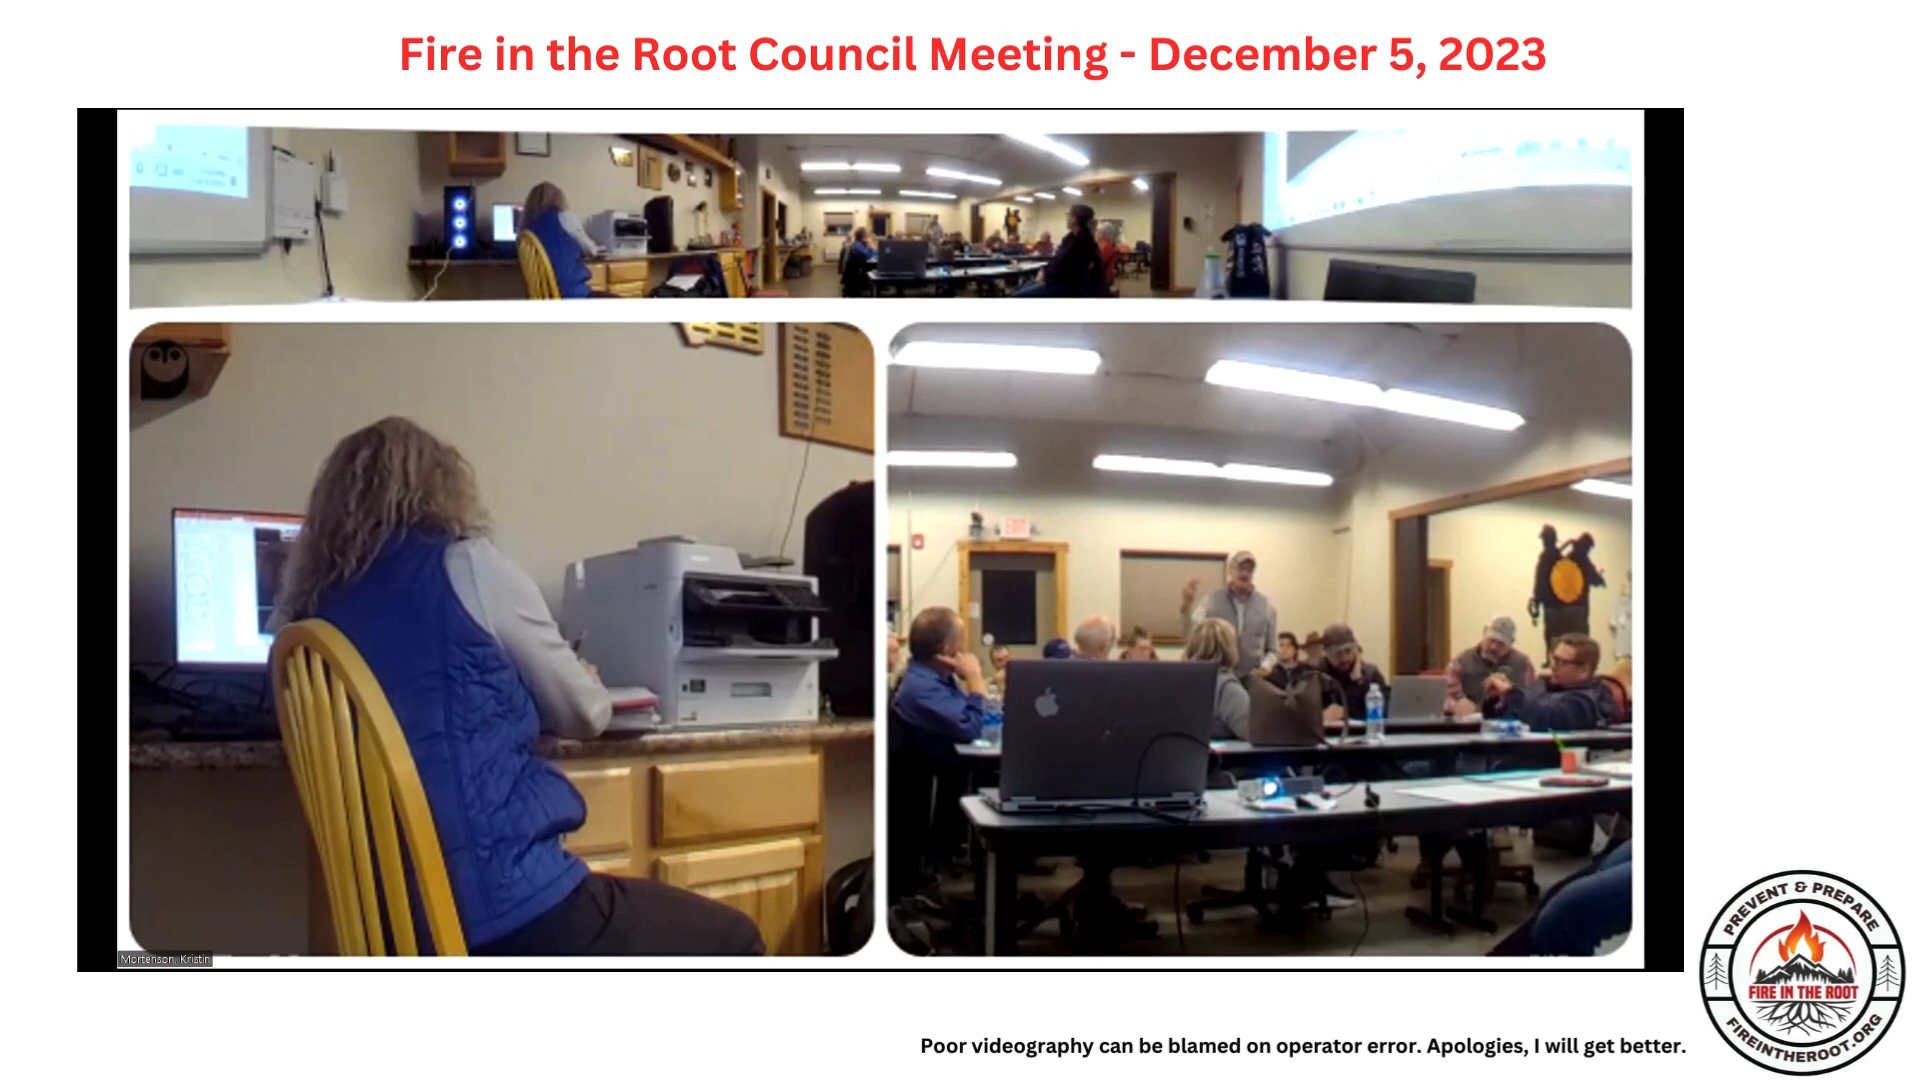 Fire in the Root Council Meeting - December 5, 2023
Mortenson, Kristin
PREVENT & PREPARE
FIRE IN THE ROOT
FIREINTHEROOT.ORG
Poor videography can be blamed on operator error. Apologies, I will get better.